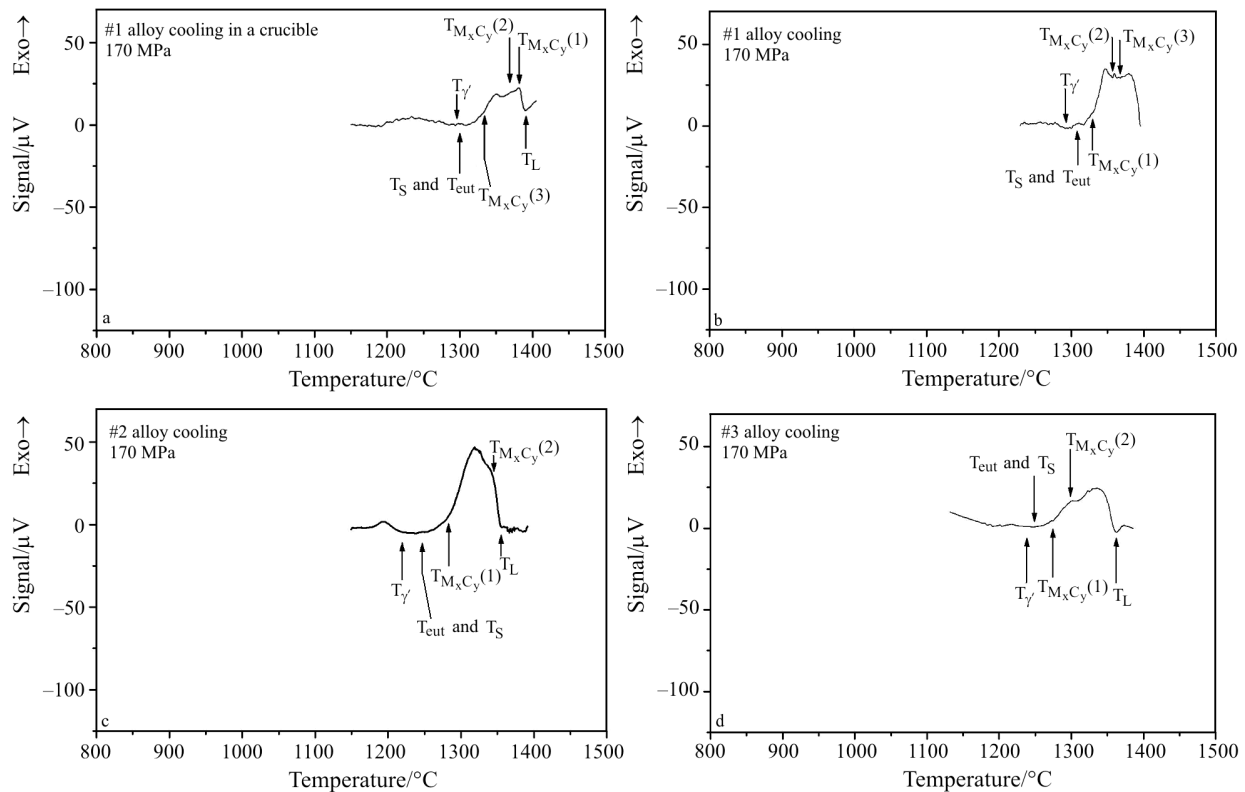 #1 alloy cooling in a crucible
170 MPa
Exo→
Signal/μV
50
0
–50
–100
T_MxCy(2)
T_MxCy(1)
T_γ′
T_S and T_eut
T_MxCy(3)
T_L
a
800 900 1000 1100 1200 1300 1400 1500
Temperature/°C
#1 alloy cooling
170 MPa
Exo→
Signal/μV
50
0
–50
–100
T_MxCy(2)
T_MxCy(3)
T_γ′
T_MxCy(1)
T_S and T_eut
b
800 900 1000 1100 1200 1300 1400 1500
Temperature/°C
#2 alloy cooling
170 MPa
Exo→
Signal/μV
50
0
–50
–100
T_MxCy(2)
T_MxCy(1)
T_L
T_γ′
T_eut and T_S
c
800 900 1000 1100 1200 1300 1400 1500
Temperature/°C
#3 alloy cooling
170 MPa
Exo→
Signal/μV
50
0
–50
–100
T_MxCy(2)
T_eut and T_S
T_γ′
T_MxCy(1)
T_L
d
800 900 1000 1100 1200 1300 1400 1500
Temperature/°C